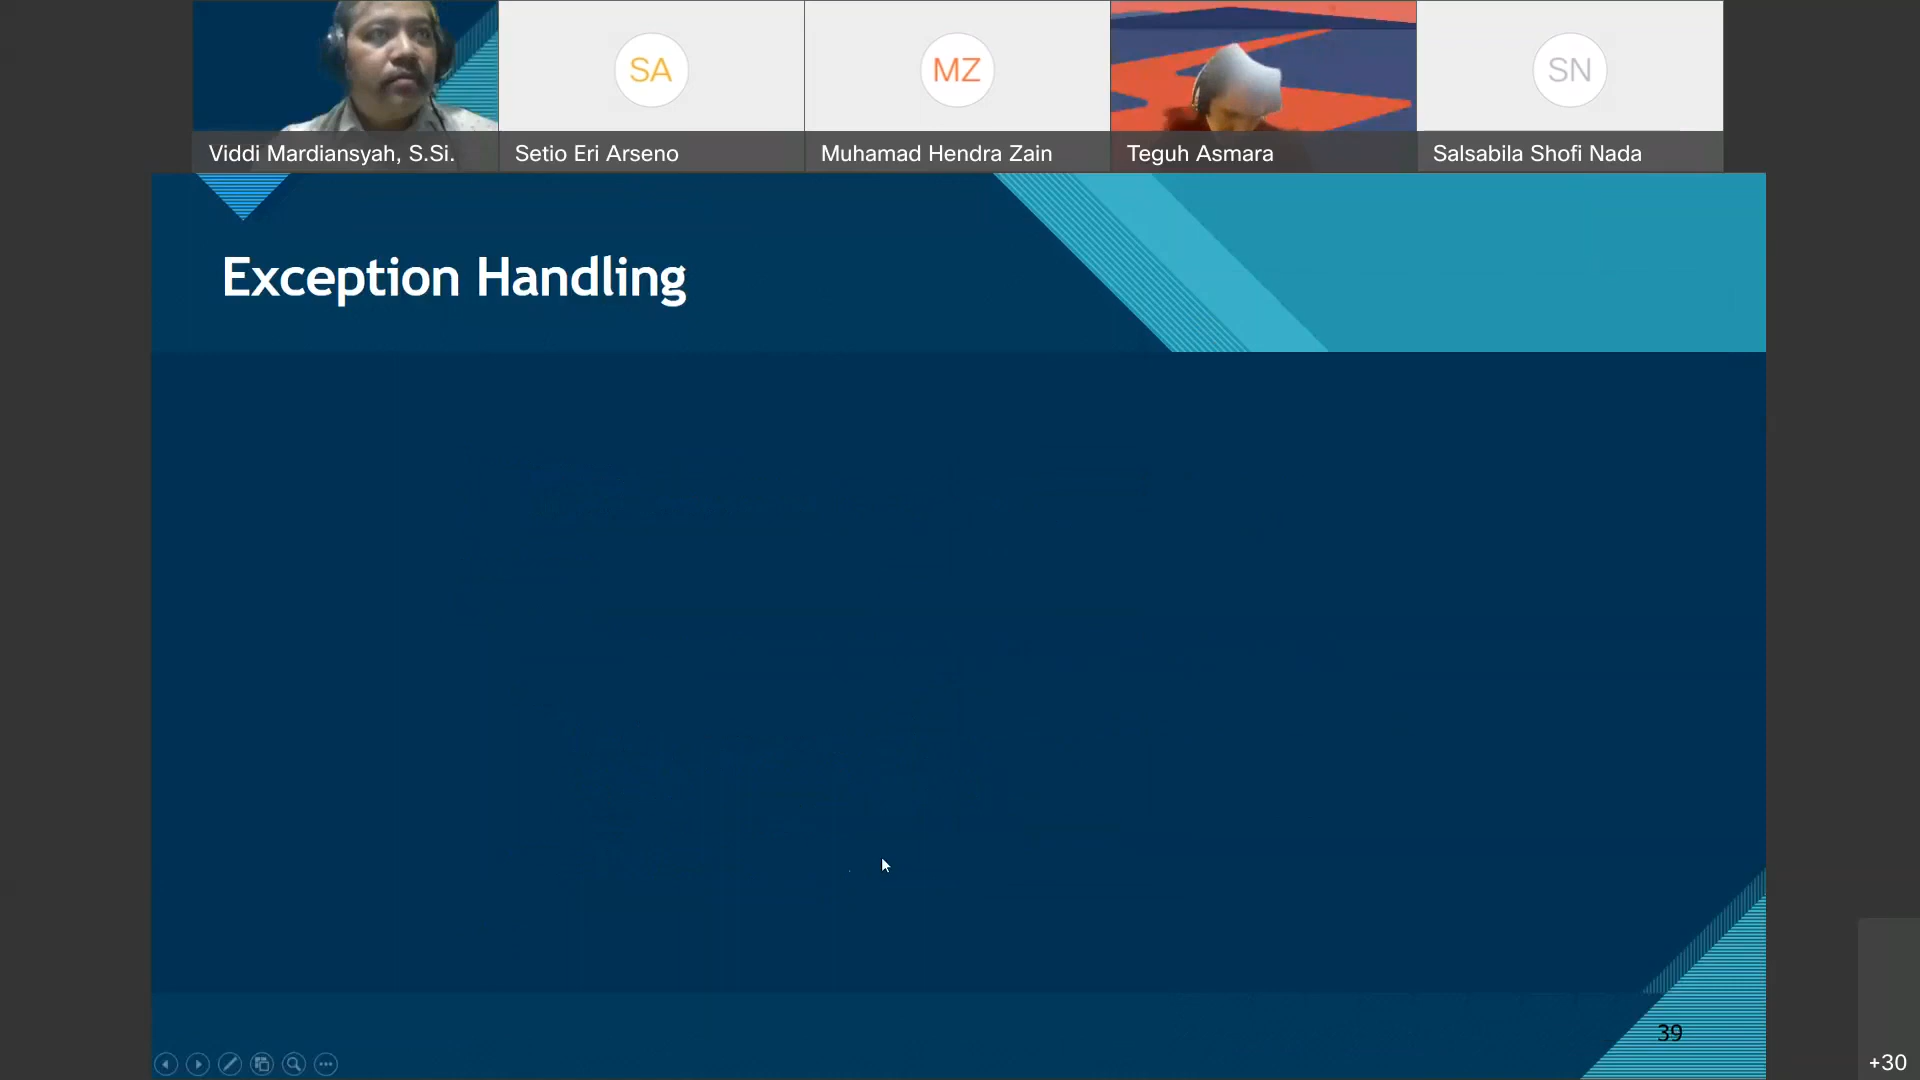 SA
MZ
SN
Viddi Mardiansyah, S.Si.
Setio Eri Arseno
Muhamad Hendra Zain
Teguh Asmara
Salsabila Shofi Nada
Exception Handling
39
+30